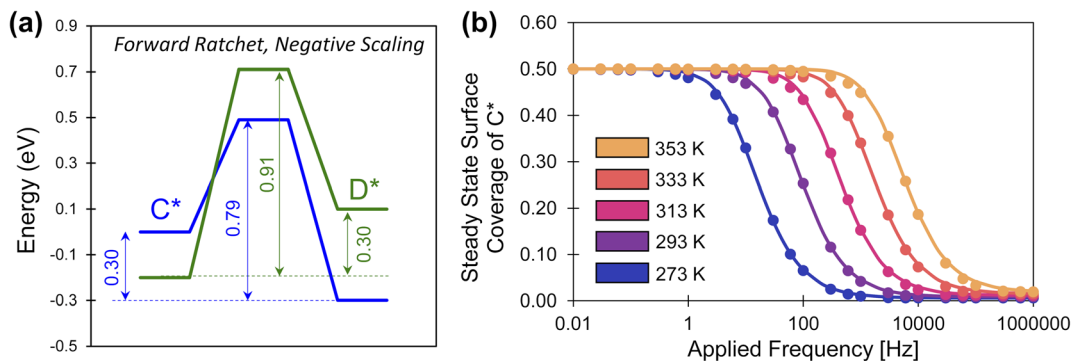 (a)
Forward Ratchet, Negative Scaling
Energy (eV)
0.9
0.7
0.5
0.3
0.1
-0.1
-0.3
-0.5
C*
D*
0.30
0.79
0.91
0.30
(b)
Steady State Surface
Coverage of C*
0.60
0.50
0.40
0.30
0.20
0.10
0.00
353 K
333 K
313 K
293 K
273 K
0.01
1
100
10000
1000000
Applied Frequency [Hz]